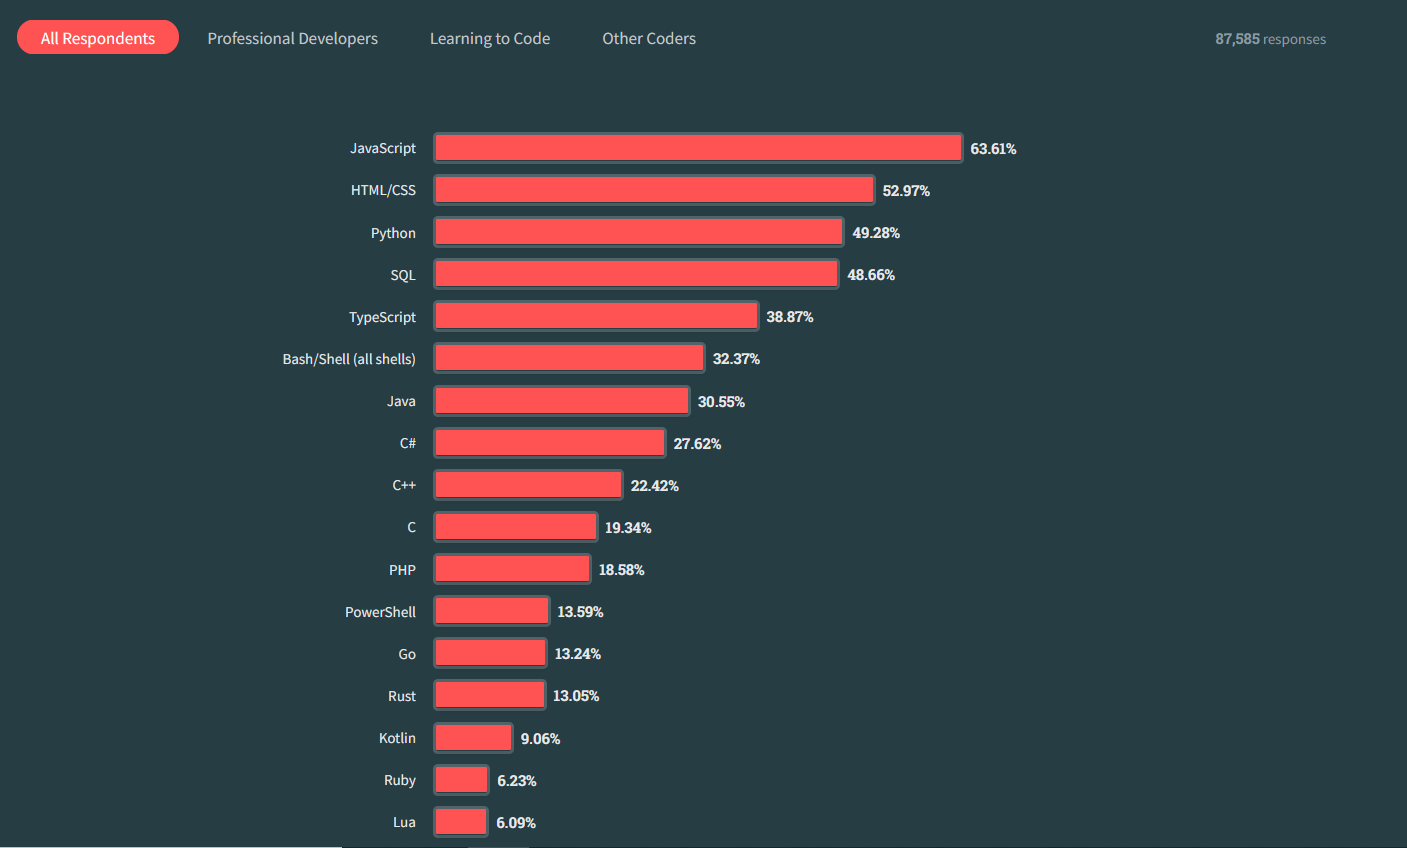 All Respondents Professional Developers Learning to Code Other Coders 87,585 responses
JavaScript 63.61%
HTML/CSS 52.97%
Python 49.28%
SQL 48.66%
TypeScript 38.87%
Bash/Shell (all shells) 32.37%
Java 30.55%
C# 27.62%
C++ 22.42%
C 19.34%
PHP 18.58%
PowerShell 13.59%
Go 13.24%
Rust 13.05%
Kotlin 9.06%
Ruby 6.23%
Lua 6.09%